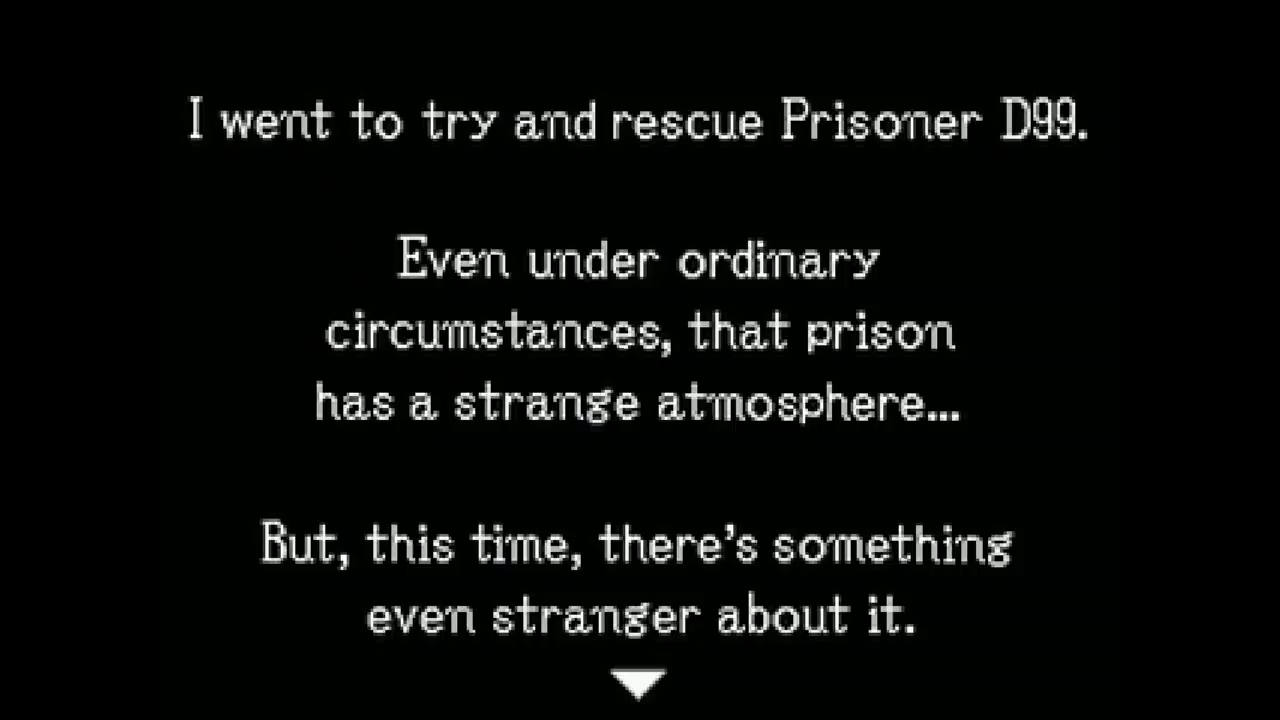 I went to try and rescue Prisoner D99.
Even under ordinary
circumstances, that prison
has a strange atmosphere...
But, this time, there's something
even stranger about it.